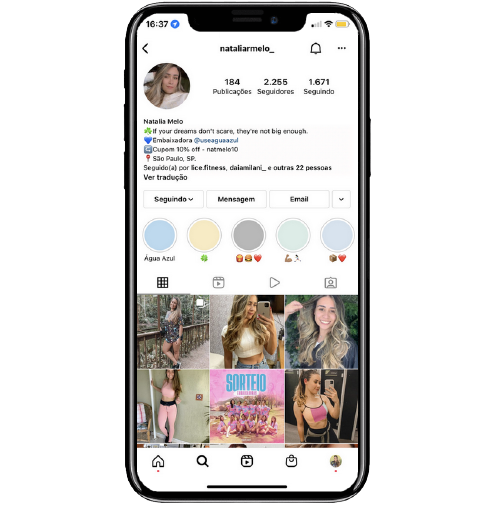 16:37
nataliarmelo_
184 2.255 1.671
Publicações Seguidores Seguindo
Natalia Melo
If your dreams don't scare, they're not big enough.
Embaixadora @useaguaazul
Cupom 10% off - natmelo10
São Paulo, SP.
Seguido(a) por lice.fitness, daiamilani_ e outras 22 pessoas
Ver tradução
Seguindo Mensagem Email
Água Azul
SORTEIO